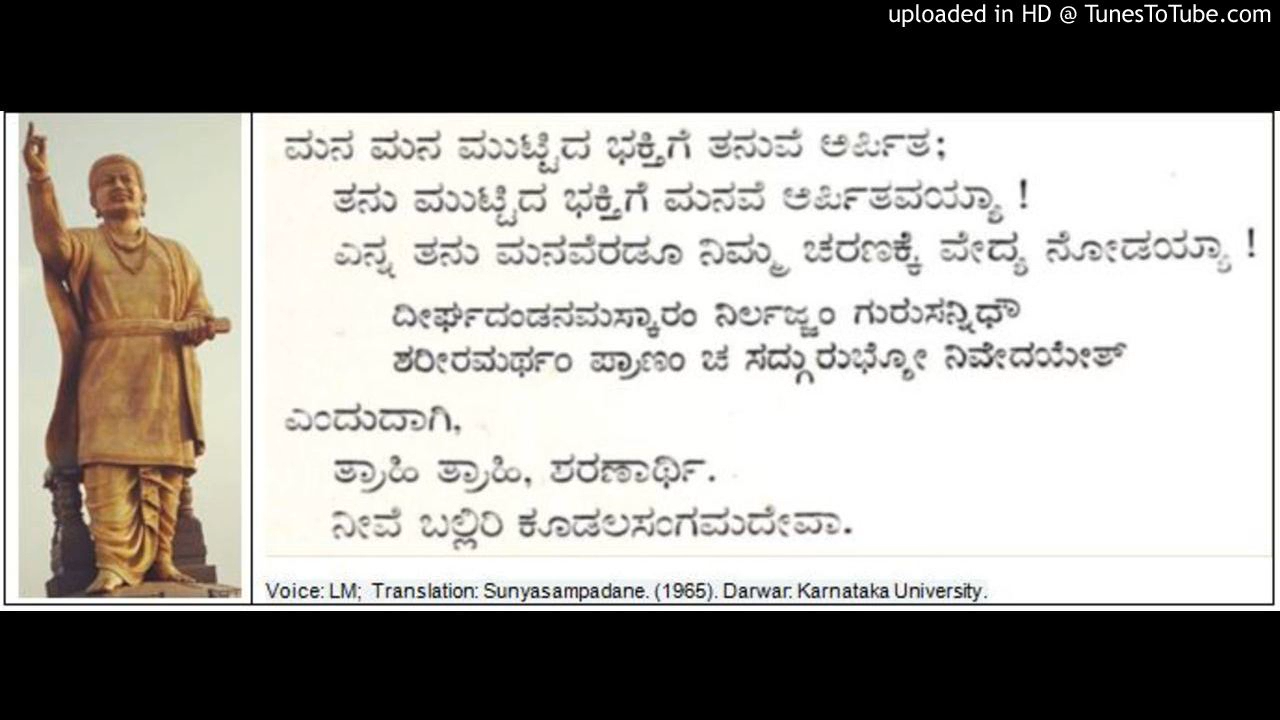 uploaded in HD @ TunesToTube.com
ಮನ ಮನ ಮುಟ್ಟಿದ ಭಕ್ತಿಗೆ ತನುವೆ ಅರ್ಪಿತ;
ತನು ಮುಟ್ಟಿದ ಭಕ್ತಿಗೆ ಮನವೆ ಅರ್ಪಿತವಯ್ಯಾ !
ಎನ್ನ ತನು ಮನವೆರಡೂ ನಿಮ್ಮ ಚರಣಕ್ಕೆ ವೇದ್ಯ ನೋಡಯ್ಯಾ !
ದೀರ್ಘದಂಡನಮಸ್ಕಾರಂ ನಿರ್ಲಜ್ಜಂ ಗುರುಸನ್ನಿಧೌ
ಶರೀರಮರ್ಥಂ ಪ್ರಾಣಂ ಚ ಸದ್ಗುರುಭ್ಯೋ ನಿವೇದಯೇತ್
ಎಂದುದಾಗಿ,
ತ್ರಾಹಿ ತ್ರಾಹಿ, ಶರಣಾರ್ಥಿ.
ನೀವೆ ಬಲ್ಲಿರಿ ಕೂಡಲಸಂಗಮದೇವಾ.
Voice: LM; Translation: Sunyasampadane. (1965). Darwar: Karnataka University.